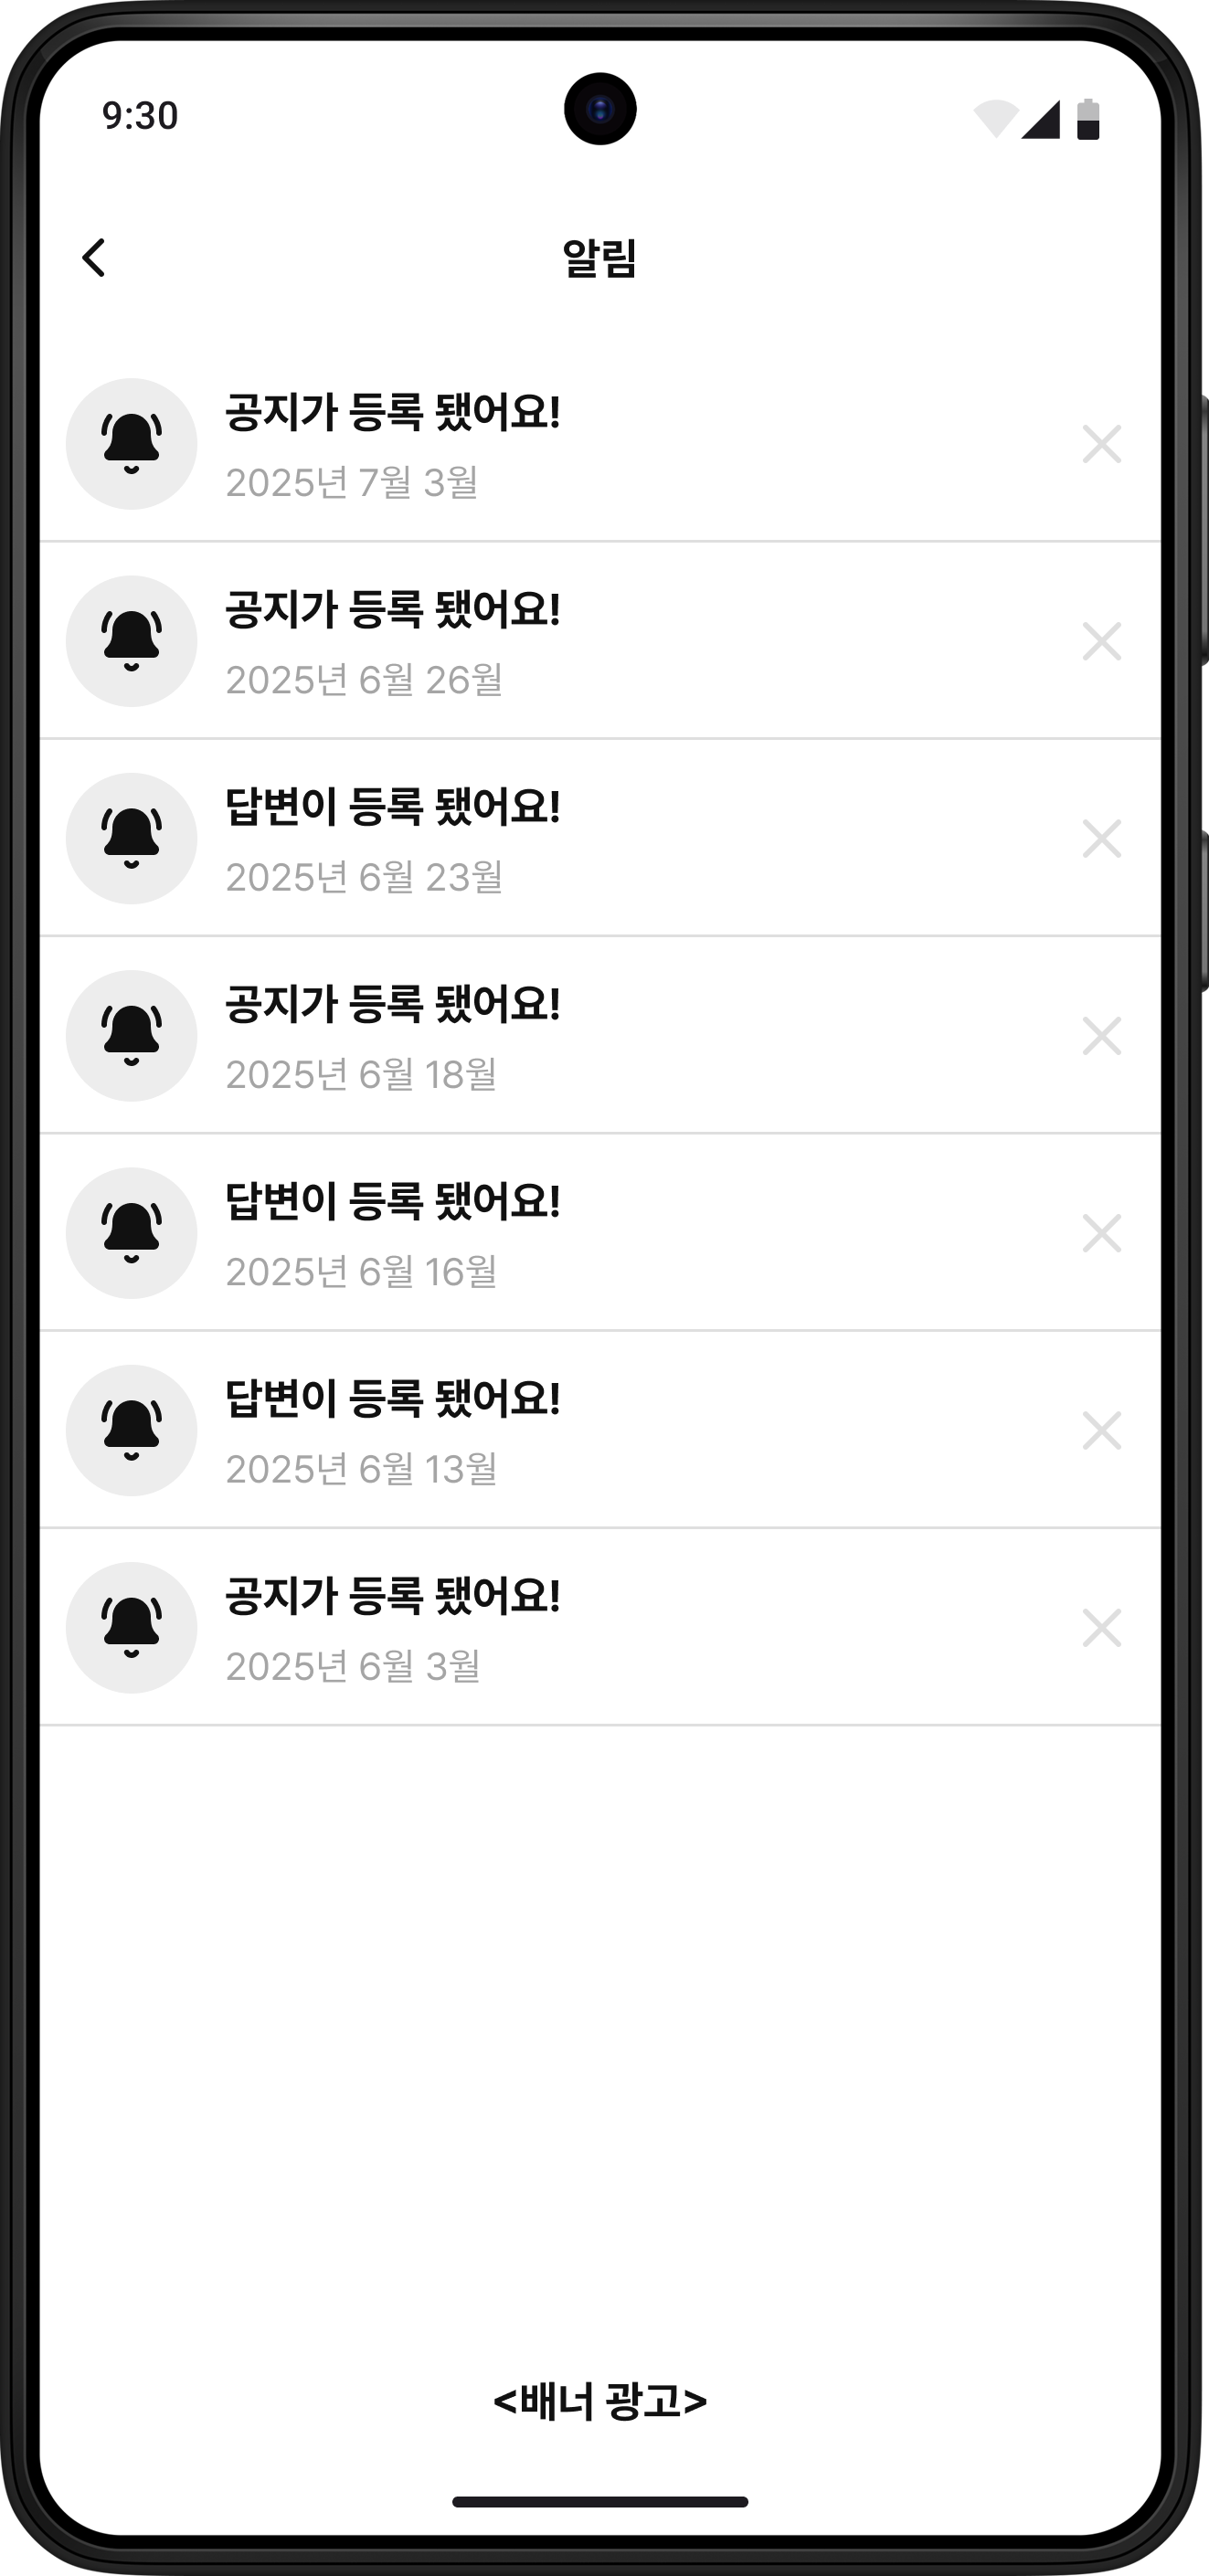 9:30
알림
공지가 등록 됐어요!
2025년 7월 3월
공지가 등록 됐어요!
2025년 6월 26월
답변이 등록 됐어요!
2025년 6월 23월
공지가 등록 됐어요!
2025년 6월 18월
답변이 등록 됐어요!
2025년 6월 16월
답변이 등록 됐어요!
2025년 6월 13월
공지가 등록 됐어요!
2025년 6월 3월
<배너 광고>